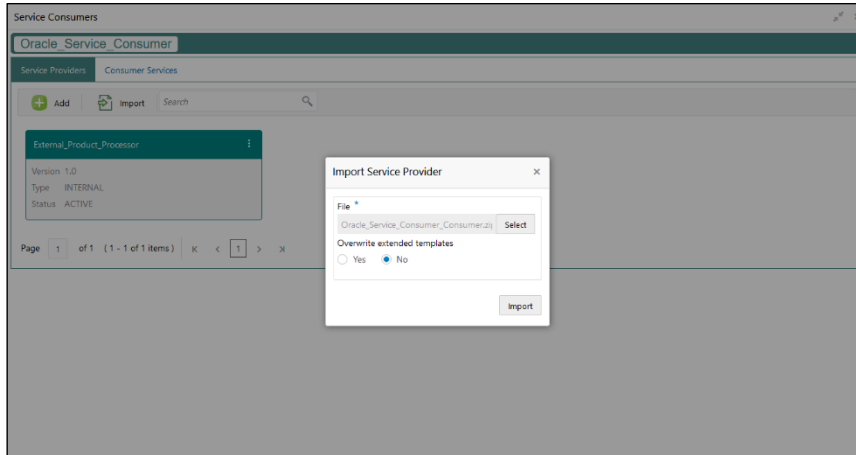 Service Consumers
Oracle_Service_Consumer
Service Providers Consumer Services
Add Import Search
External_Product_Processor
Version 1.0
Type INTERNAL
Status ACTIVE
Page 1 of 1 (1 - 1 of 1 items) 1
Import Service Provider
File *
Oracle_Service_Consumer_Consumer.zip Select
Overwrite extended templates
Yes No
Import